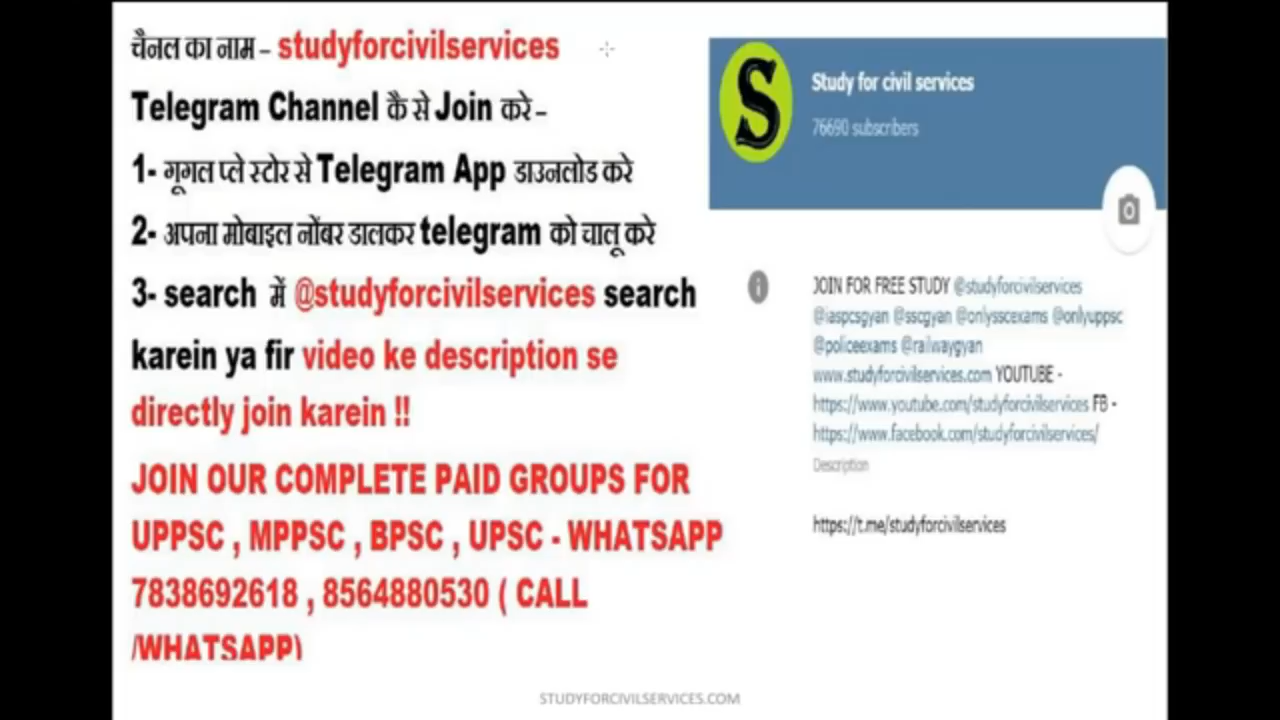 चैनल का नाम – studyforcivilservices
Telegram Channel कैसे Join करे –
1- गूगल प्ले स्टोर से Telegram App डाउनलोड करे
2- अपना मोबाइल नोंबर डालकर telegram को चालू करे
3- search में @studyforcivilservices search
karein ya fir video ke description se
directly join karein !!
JOIN OUR COMPLETE PAID GROUPS FOR
UPPSC , MPPSC , BPSC , UPSC - WHATSAPP
7838692618 , 8564880530 ( CALL
/WHATSAPP)
S
Study for civil services
76690 subscribers
JOIN FOR FREE STUDY @studyforcivilservices
@iaspcsgyan @sscgyan @onlysscexams @onlyuppsc
@policeexams @railwaygyan
www.studyforcivilservices.com YOUTUBE -
https://www.youtube.com/studyforcivilservices FB -
https://www.facebook.com/studyforcivilservices/
Description
https://t.me/studyforcivilservices
STUDYFORCIVILSERVICES.COM